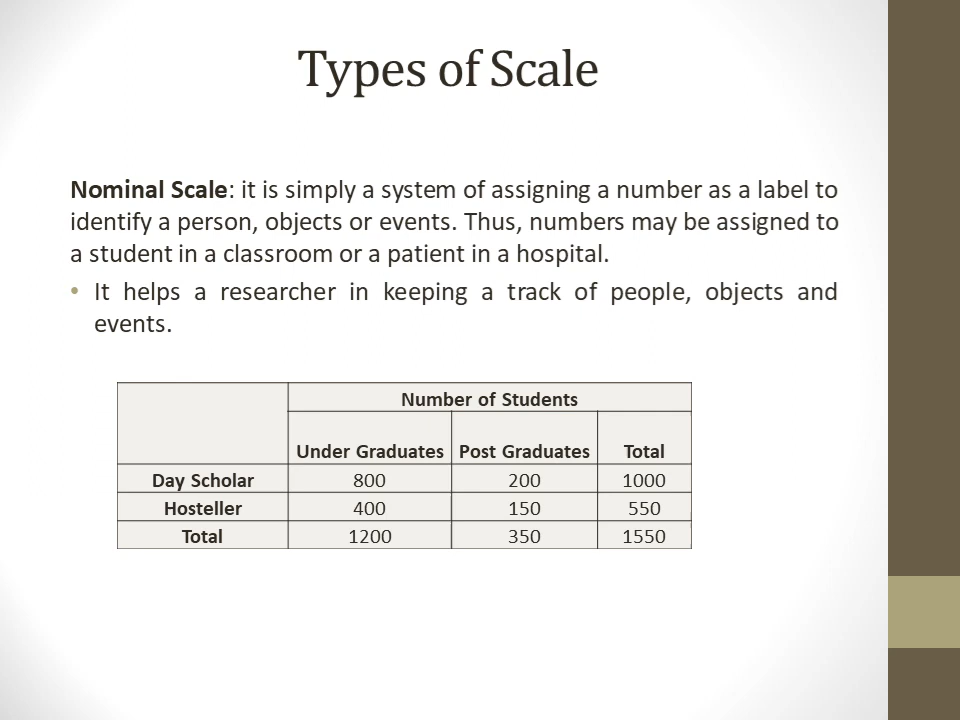 Types of Scale
Nominal Scale: it is simply a system of assigning a number as a label to
identify a person, objects or events. Thus, numbers may be assigned to
a student in a classroom or a patient in a hospital.
• It helps a researcher in keeping a track of people, objects and
events.
Number of Students
Under Graduates Post Graduates Total
Day Scholar 800 200 1000
Hosteller 400 150 550
Total 1200 350 1550